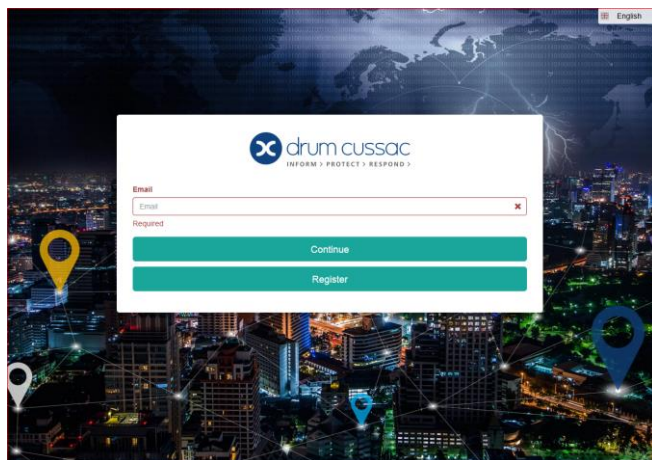 English
drum cussac
INFORM > PROTECT > RESPOND >
Email
Email
Required
Continue
Register